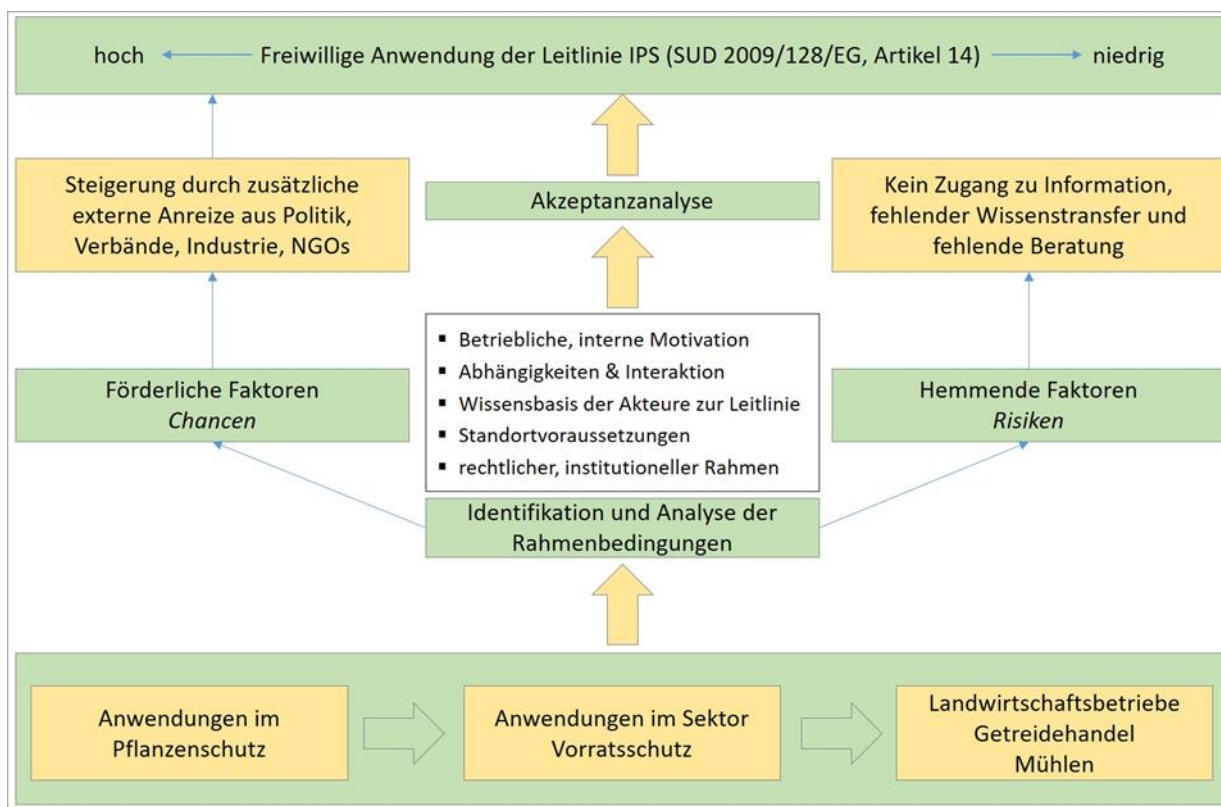 hoch Freiwillige Anwendung der Leitlinie IPS (SUD 2009/128/EG, Artikel 14) niedrig
Steigerung durch zusätzliche
externe Anreize aus Politik,
Verbände, Industrie, NGOs
Akzeptanzanalyse
Kein Zugang zu Information,
fehlender Wissenstransfer und
fehlende Beratung
Förderliche Faktoren
Chancen
▪ Betriebliche, interne Motivation
▪ Abhängigkeiten & Interaktion
▪ Wissensbasis der Akteure zur Leitlinie
▪ Standortvoraussetzungen
▪ rechtlicher, institutioneller Rahmen
Hemmende Faktoren
Risiken
Identifikation und Analyse der
Rahmenbedingungen
Anwendungen im
Pflanzenschutz
Anwendungen im Sektor
Vorratsschutz
Landwirtschaftsbetriebe
Getreidehandel
Mühlen